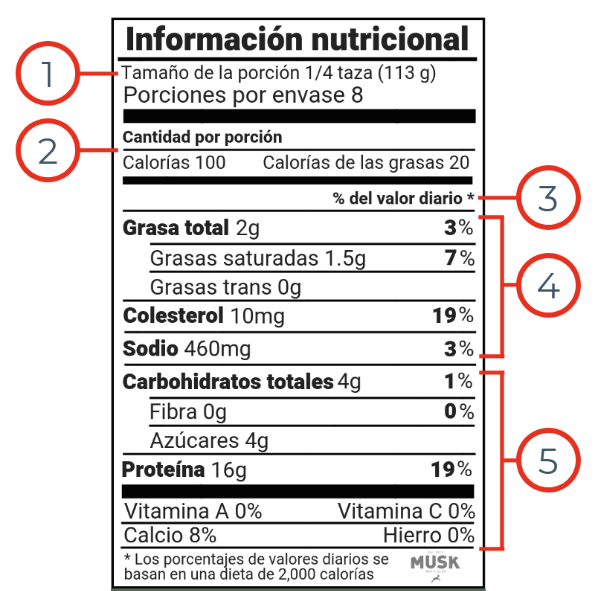 Información nutricional
1
Tamaño de la porción 1/4 taza (113 g)
Porciones por envase 8
Cantidad por porción
2
Calorías 100 Calorías de las grasas 20
% del valor diario *
3
Grasa total 2g 3%
Grasas saturadas 1.5g 7%
Grasas trans 0g
4
Colesterol 10mg 19%
Sodio 460mg 3%
Carbohidratos totales 4g 1%
Fibra 0g 0%
Azúcares 4g
5
Proteína 16g 19%
Vitamina A 0% Vitamina C 0%
Calcio 8% Hierro 0%
* Los porcentajes de valores diarios se
basan en una dieta de 2,000 calorías
MUSK